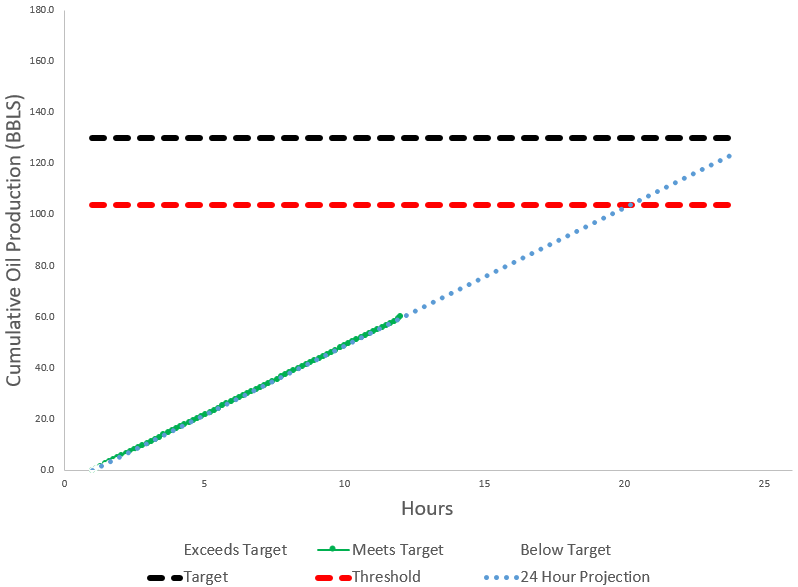 180.0
160.0
140.0
120.0
100.0
80.0
60.0
40.0
20.0
0.0
Cumulative Oil Production (BBLS)
0 5 10 15 20 25
Hours
Exceeds Target Meets Target Below Target
Target Threshold 24 Hour Projection